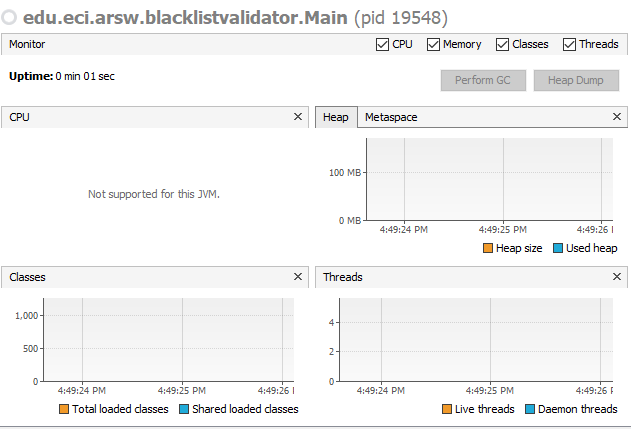 edu.eci.arsw.blacklistvalidator.Main (pid 19548)
Monitor CPU Memory Classes Threads
Uptime: 0 min 01 sec Perform GC Heap Dump
CPU Heap Metaspace
Not supported for this JVM.
100 MB
0 MB
4:49:24 PM 4:49:25 PM 4:49:26
Heap size Used heap
Classes Threads
1,000
500
0
4:49:24 PM 4:49:25 PM 4:49:26
Total loaded classes Shared loaded classes
4
2
0
4:49:24 PM 4:49:25 PM 4:49:26
Live threads Daemon threads